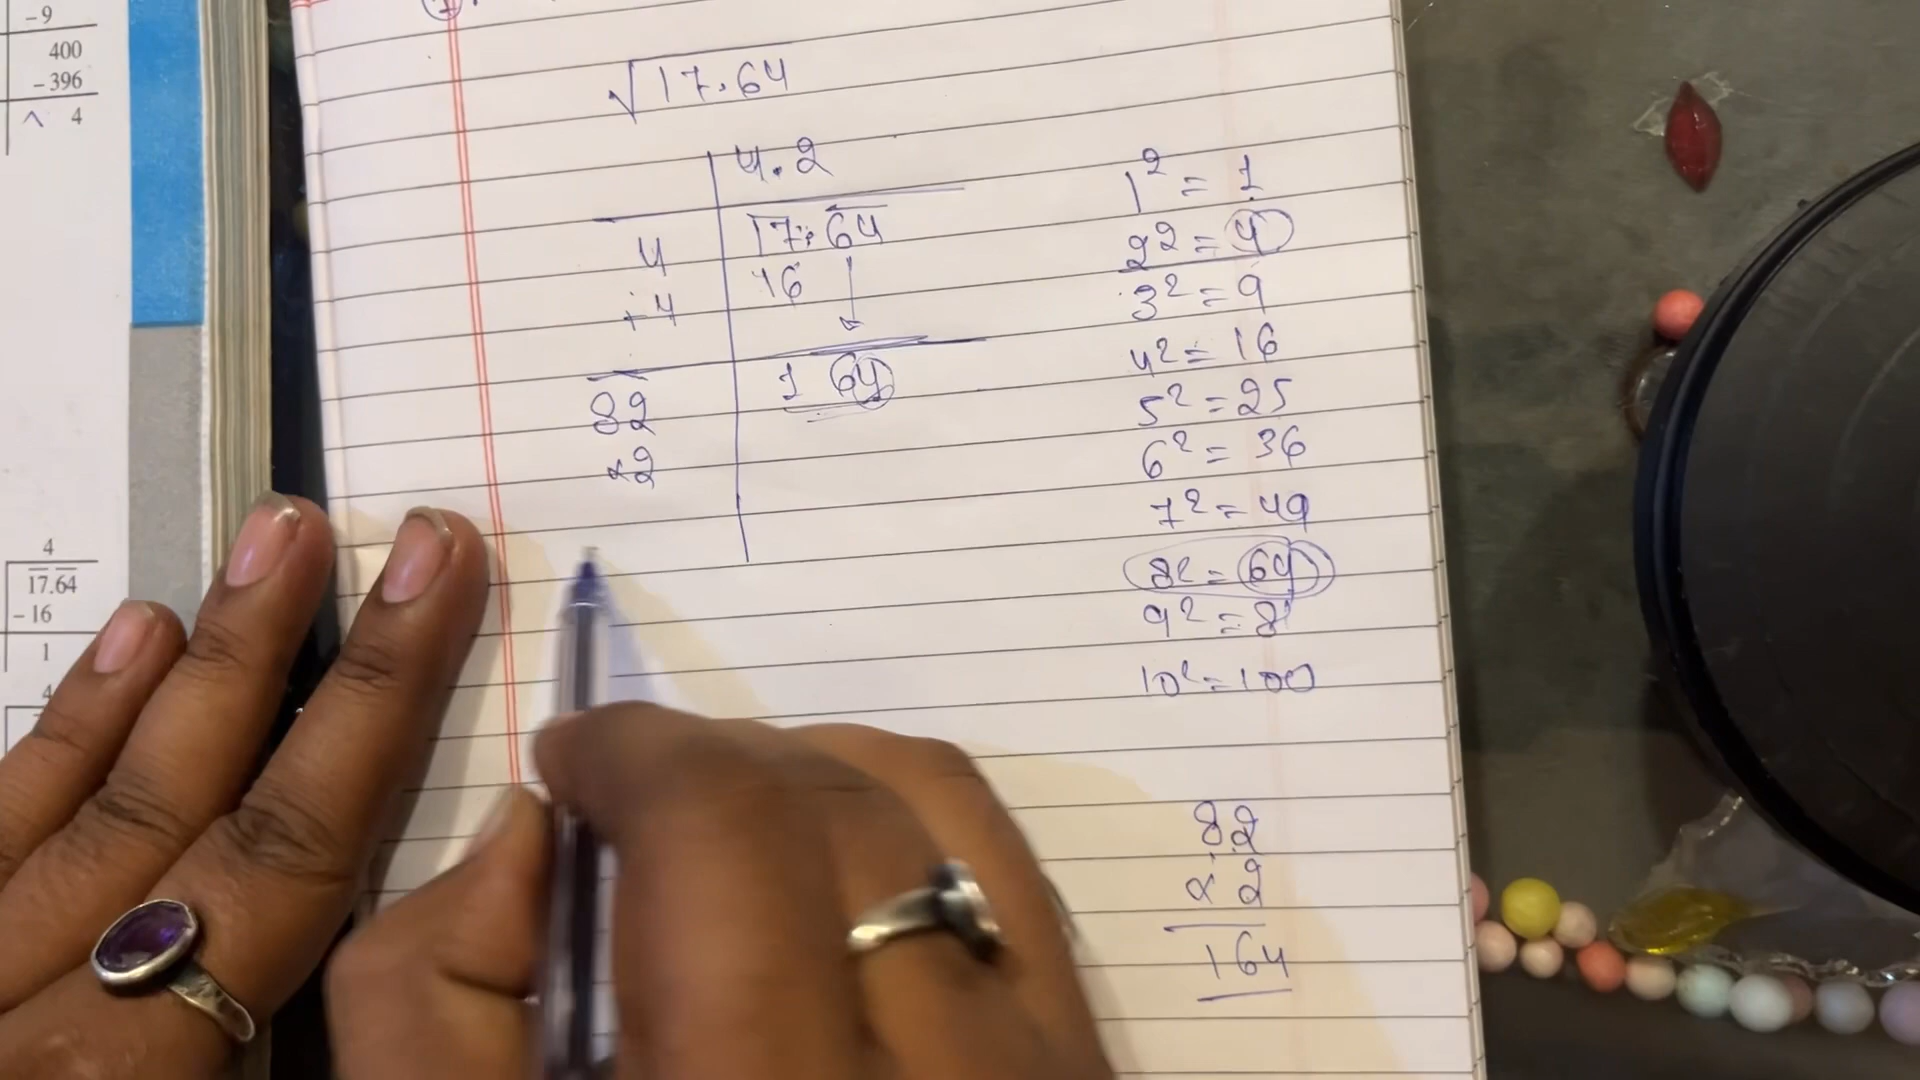 -9
400
-396
^ 4
4
17.64
-16
1
4
√17.64
4.2
4 17.64
+4 16
82 1 64
×2
1² = 1
2² = 4
3² = 9
4² = 16
5² = 25
6² = 36
7² = 49
8² = 64
9² = 81
10² = 100
82
× 2
164